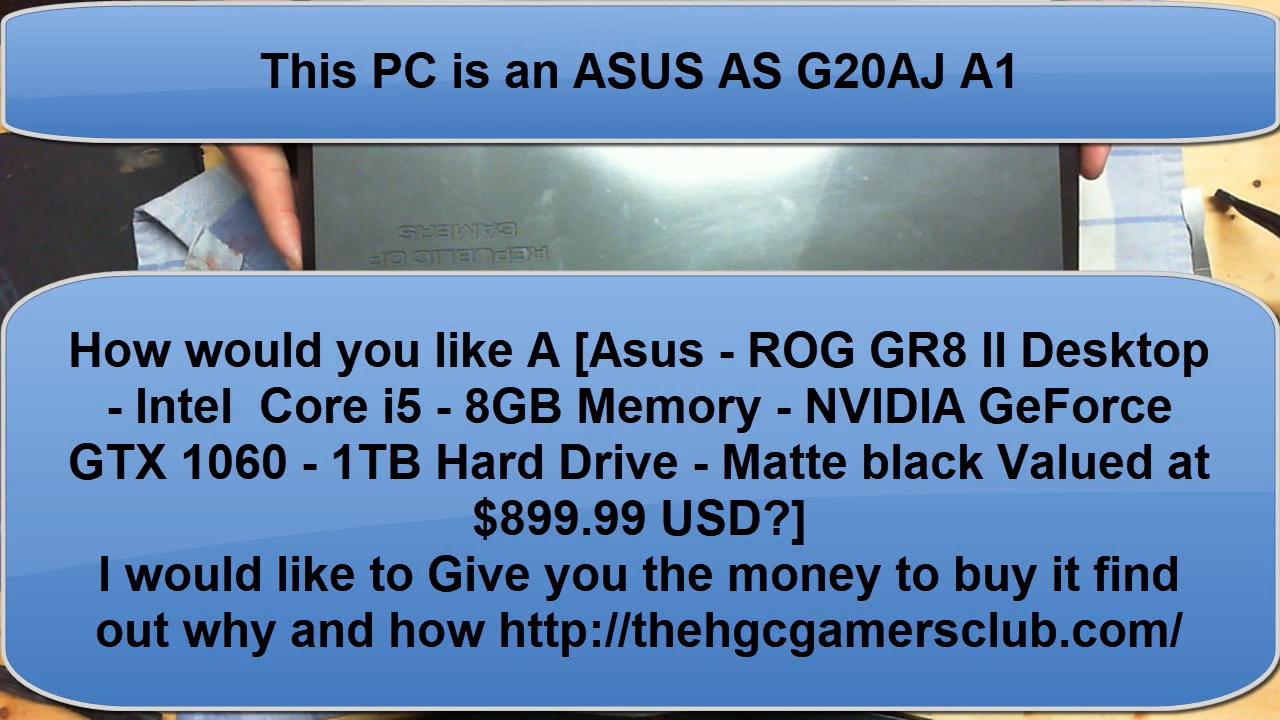 This PC is an ASUS AS G20AJ A1
REPUBLIC OF
GAMERS
How would you like A [Asus - ROG GR8 II Desktop
- Intel  Core i5 - 8GB Memory - NVIDIA GeForce
GTX 1060 - 1TB Hard Drive - Matte black Valued at
$899.99 USD?]
I would like to Give you the money to buy it find
out why and how http://thehgcgamersclub.com/